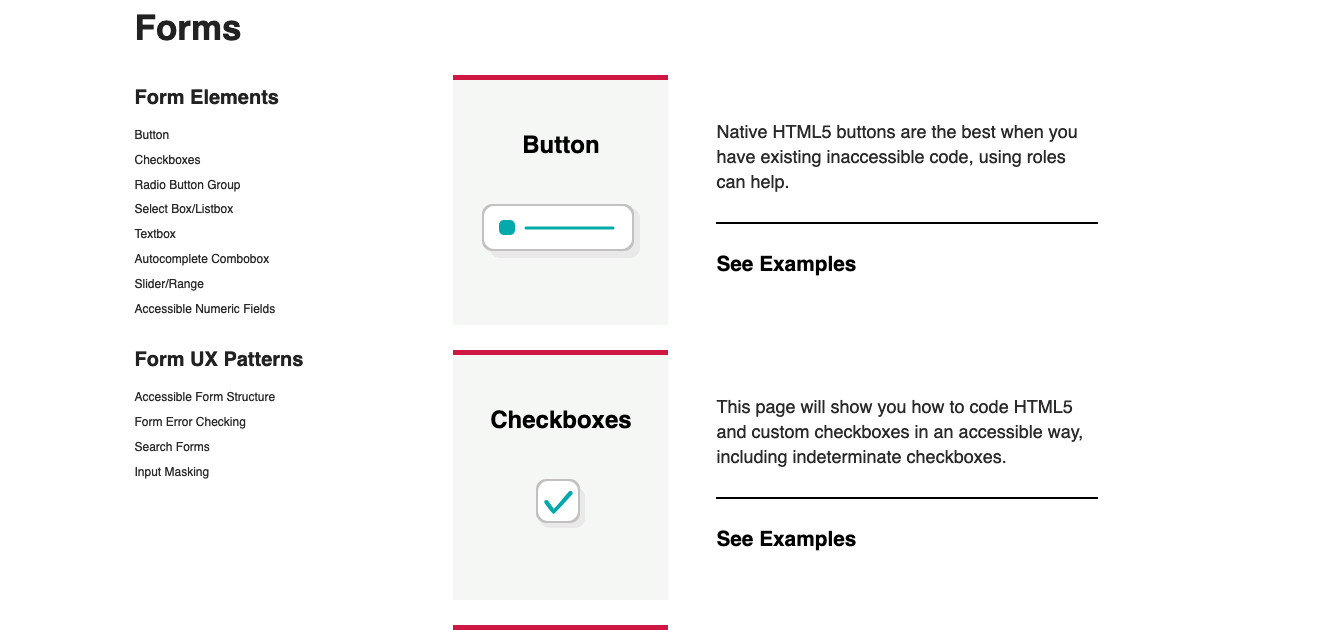 Forms
Form Elements
Button
Checkboxes
Radio Button Group
Select Box/Listbox
Textbox
Autocomplete Combobox
Slider/Range
Accessible Numeric Fields
Form UX Patterns
Accessible Form Structure
Form Error Checking
Search Forms
Input Masking
Button
Native HTML5 buttons are the best when you
have existing inaccessible code, using roles
can help.
See Examples
Checkboxes
This page will show you how to code HTML5
and custom checkboxes in an accessible way,
including indeterminate checkboxes.
See Examples